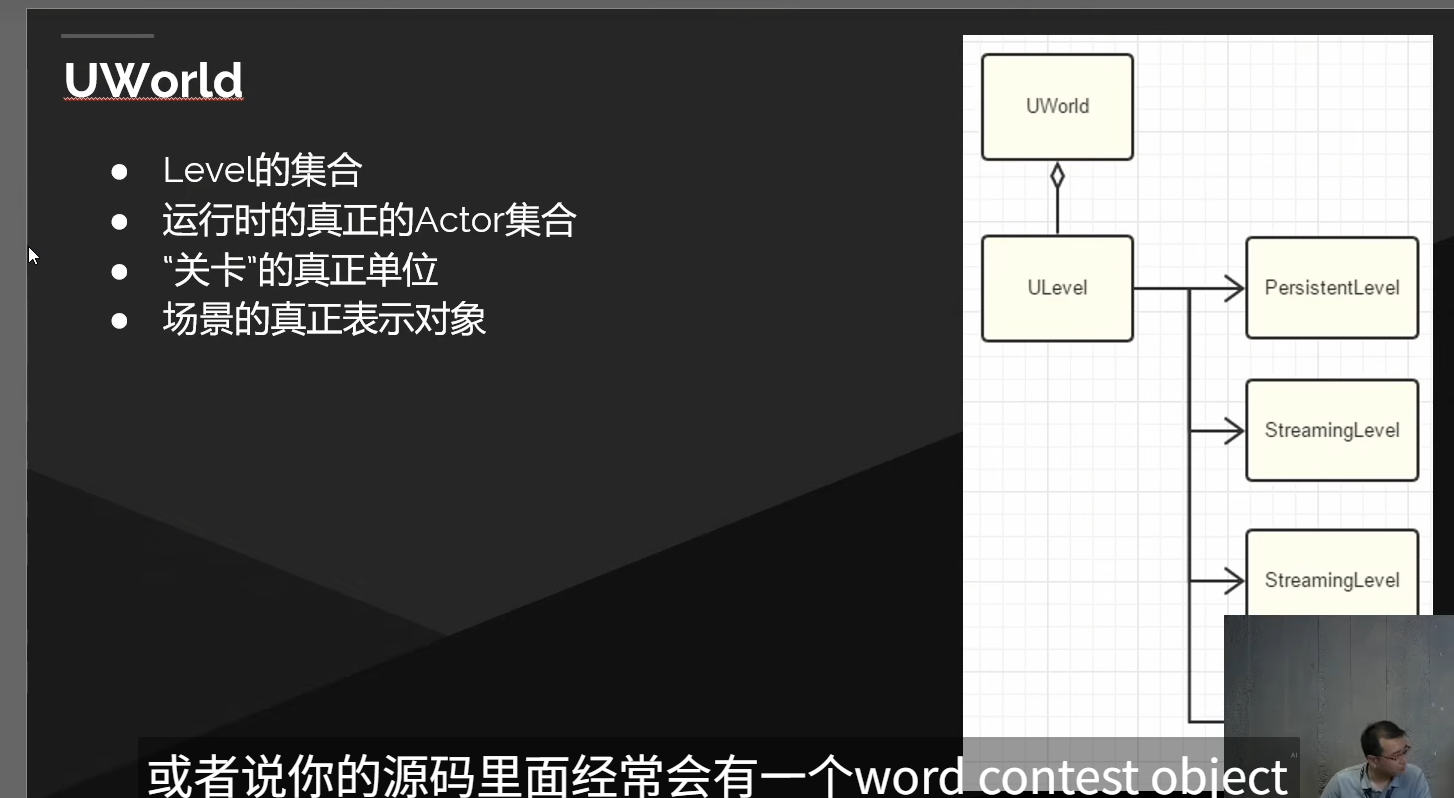 UWorld
● Level的集合
● 运行时的真正的Actor集合
● “关卡”的真正单位
● 场景的真正表示对象
UWorld
ULevel
PersistentLevel
StreamingLevel
StreamingLevel
AI
或者说你的源码里面经常会有一个word contest object